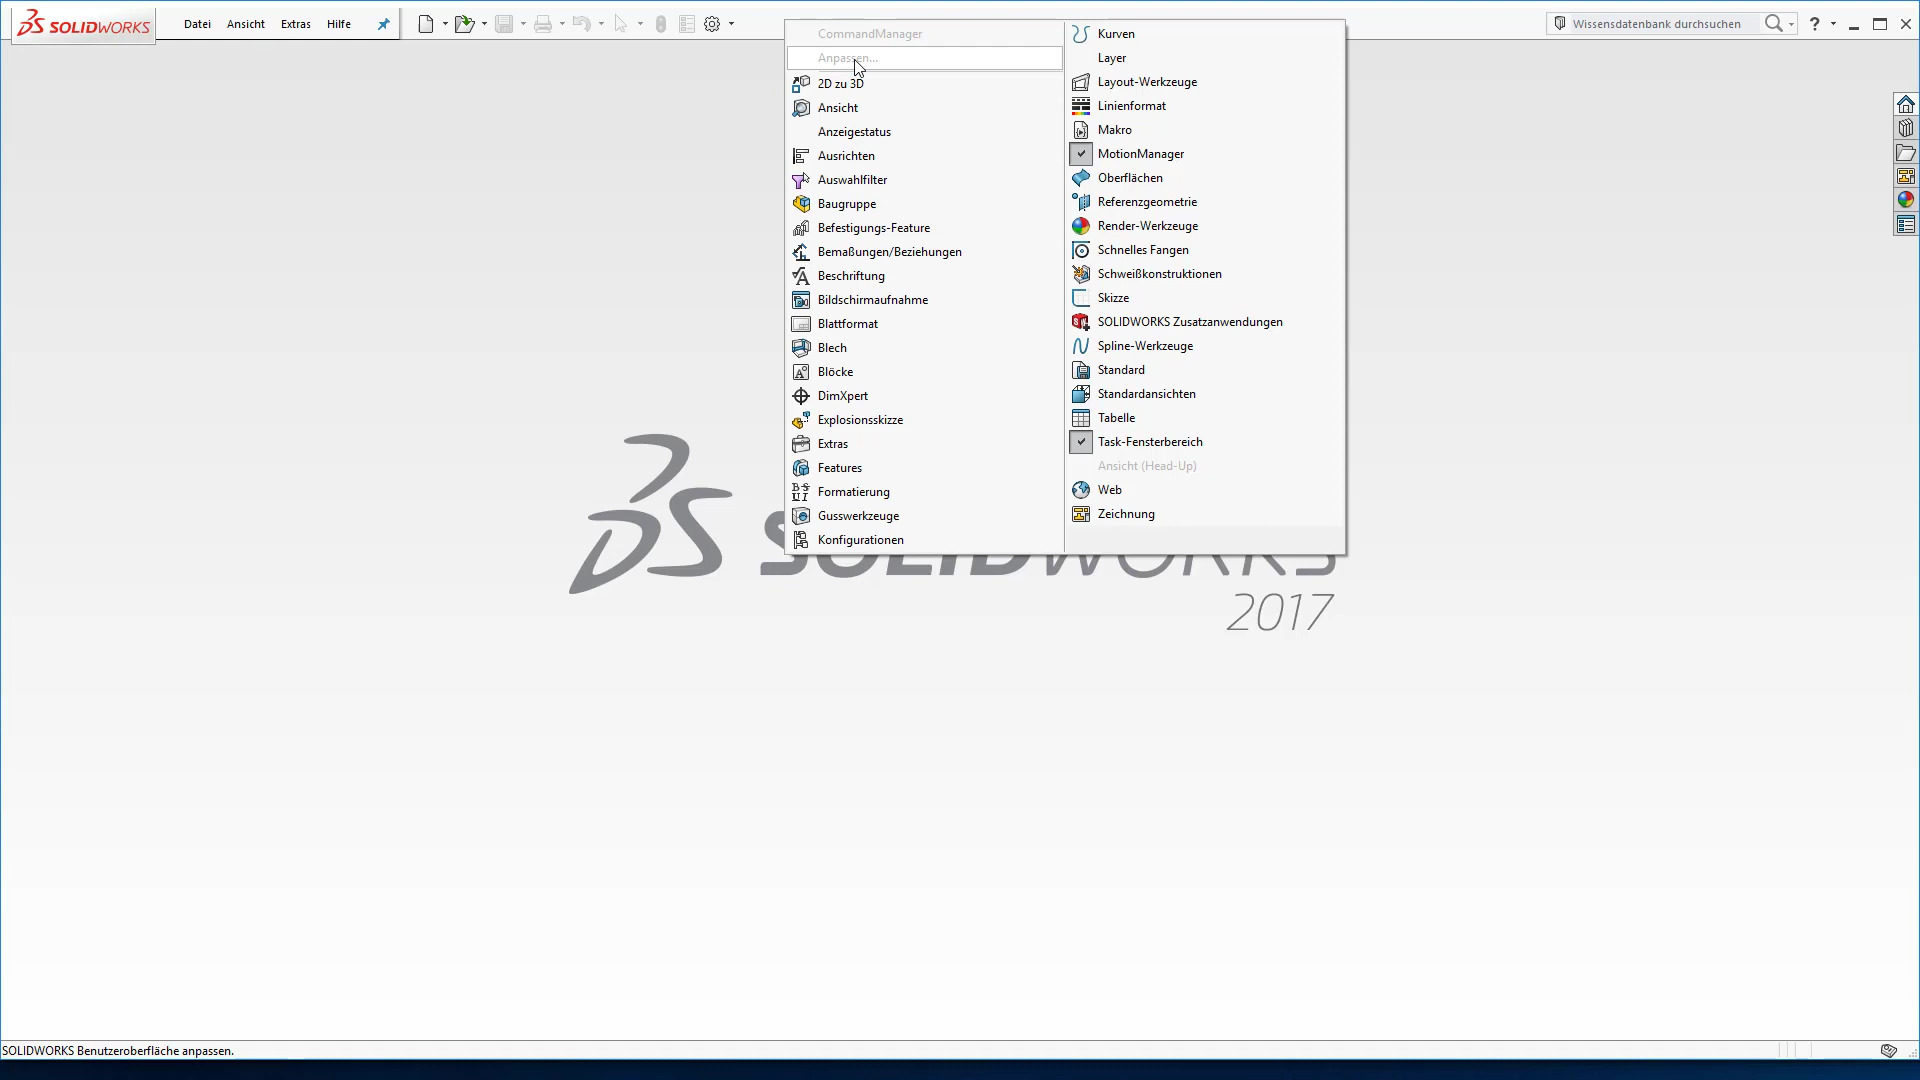 SOLIDWORKS
Datei
Ansicht
Extras
Hilfe
Wissensdatenbank durchsuchen
?
CommandManager
Anpassen...
2D zu 3D
Ansicht
Anzeigestatus
Ausrichten
Auswahlfilter
Baugruppe
Befestigungs-Feature
Bemaßungen/Beziehungen
Beschriftung
Bildschirmaufnahme
Blattformat
Blech
Blöcke
DimXpert
Explosionsskizze
Extras
Features
Formatierung
Gusswerkzeuge
Konfigurationen
Kurven
Layer
Layout-Werkzeuge
Linienformat
Makro
MotionManager
Oberflächen
Referenzgeometrie
Render-Werkzeuge
Schnelles Fangen
Schweißkonstruktionen
Skizze
SOLIDWORKS Zusatzanwendungen
Spline-Werkzeuge
Standard
Standardansichten
Tabelle
Task-Fensterbereich
Ansicht (Head-Up)
Web
Zeichnung
SOLIDWORKS
2017
SOLIDWORKS Benutzeroberfläche anpassen.